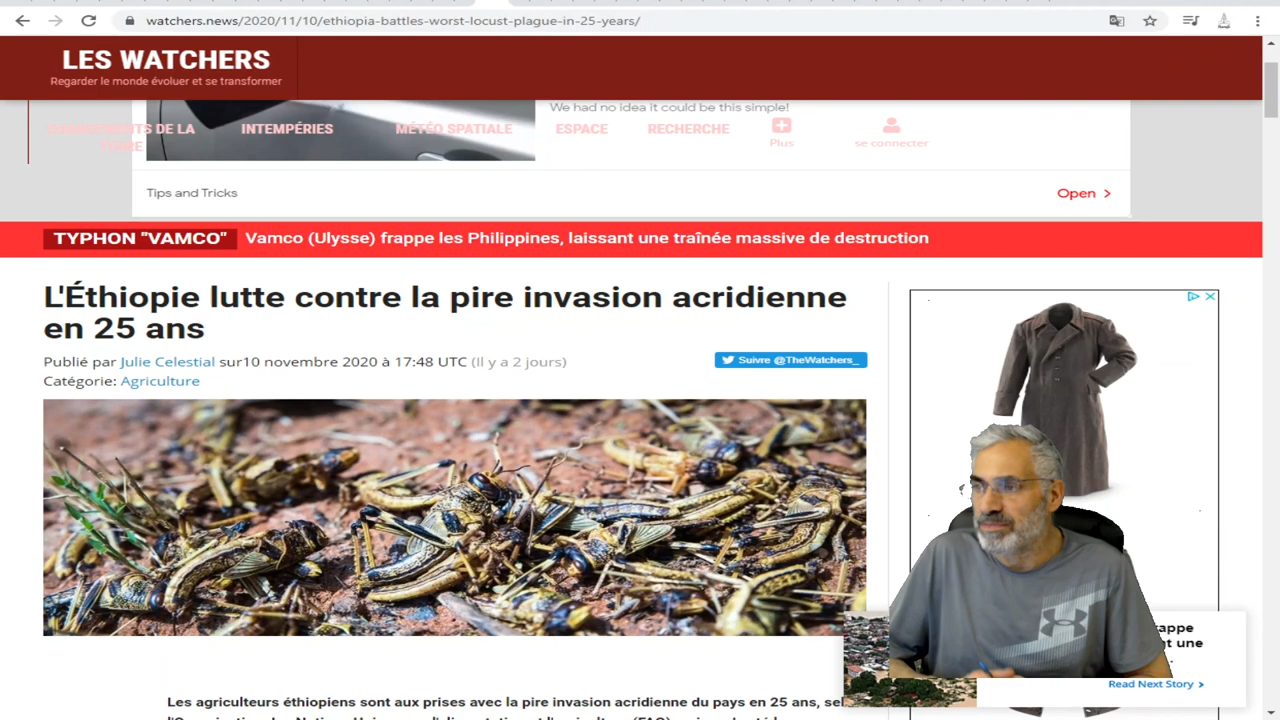 watchers.news/2020/11/10/ethiopia-battles-worst-locust-plague-in-25-years/
LES WATCHERS
Regarder le monde évoluer et se transformer
We had no idea it could be this simple!
DE LA
INTEMPÉRIES
MÉTÉO SPATIALE
ESPACE
RECHERCHE
Plus
se connecter
Tips and Tricks
Open
TYPHON "VAMCO"
Vamco (Ulysse) frappe les Philippines, laissant une traînée massive de destruction
L'Éthiopie lutte contre la pire invasion acridienne
en 25 ans
Publié par Julie Celestial sur10 novembre 2020 à 17:48 UTC (Il y a 2 jours)
Suivre @TheWatchers_
Catégorie: Agriculture
Les agriculteurs éthiopiens sont aux prises avec la pire invasion acridienne du pays en 25 ans,
Read Next Story